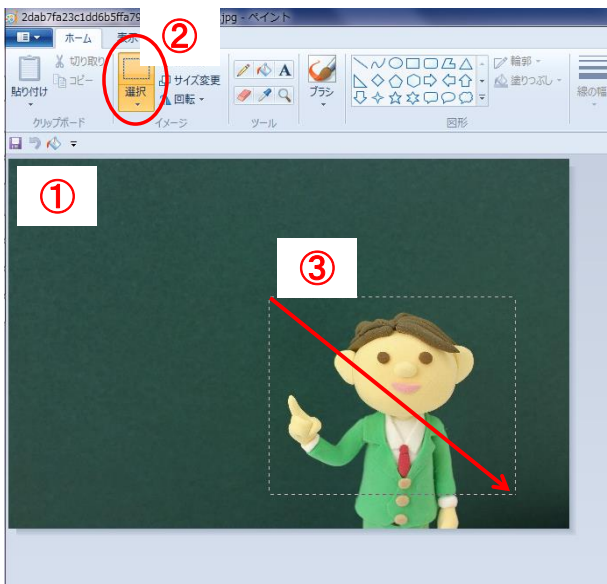 2dab7fa23c1dd6b5ffa79 jpg - ペイント
ホーム 表示
②
貼り付け
切り取り
コピー
選択
サイズ変更
回転
A
ブラシ
輪郭
塗りつぶし
線の幅
クリップボード
イメージ
ツール
図形
①
③